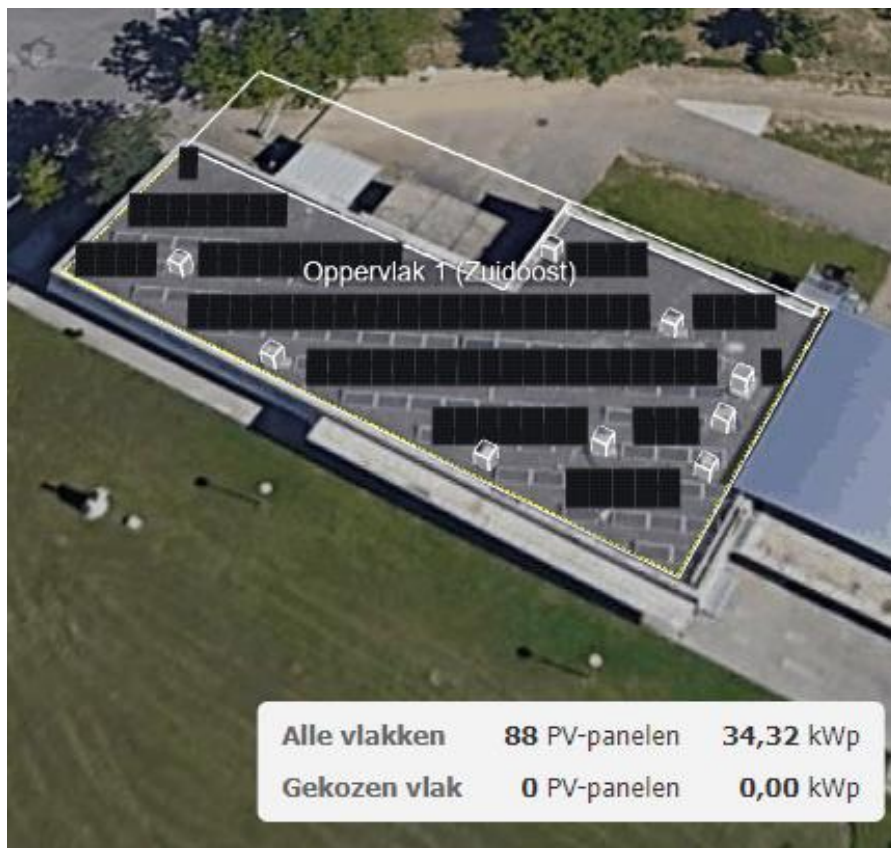 Oppervlak 1 (Zuidoost)
Alle vlakken 88 PV-panelen 34,32 kWp
Gekozen vlak 0 PV-panelen 0,00 kWp